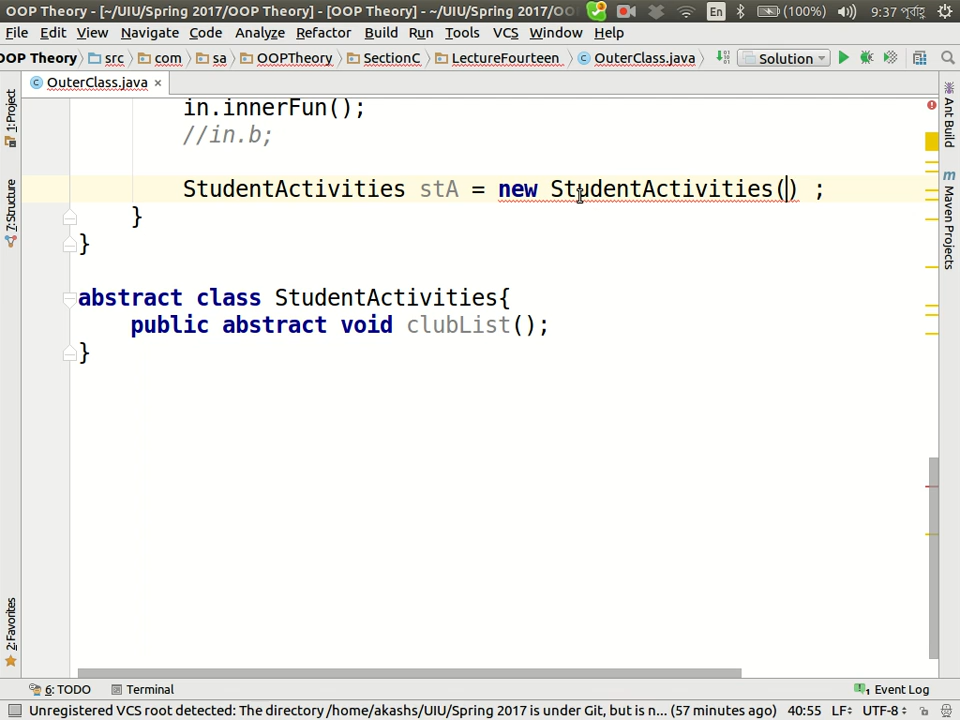 OOP Theory - [~/UIU/Spring 2017/OOP Theory] - [OOP Theory] - ~/UIU/Spring 2017/OO En (100%) 9:37 পূর্বাহ্ণ
File Edit View Navigate Code Analyze Refactor Build Run Tools VCS Window Help
OOP Theory src com sa OOPTheory SectionC LectureFourteen OuterClass.java Solution
OuterClass.java
1: Project
7: Structure
2: Favorites
in.innerFun();
//in.b;
StudentActivities stA = new StudentActivities() ;
}
}
abstract class StudentActivities{
public abstract void clubList();
}
Ant Build
Maven Projects
6: TODO Terminal 1 Event Log
Unregistered VCS root detected: The directory /home/akashs/UIU/Spring 2017 is under Git, but is n... (57 minutes ago) 40:55 LF UTF-8